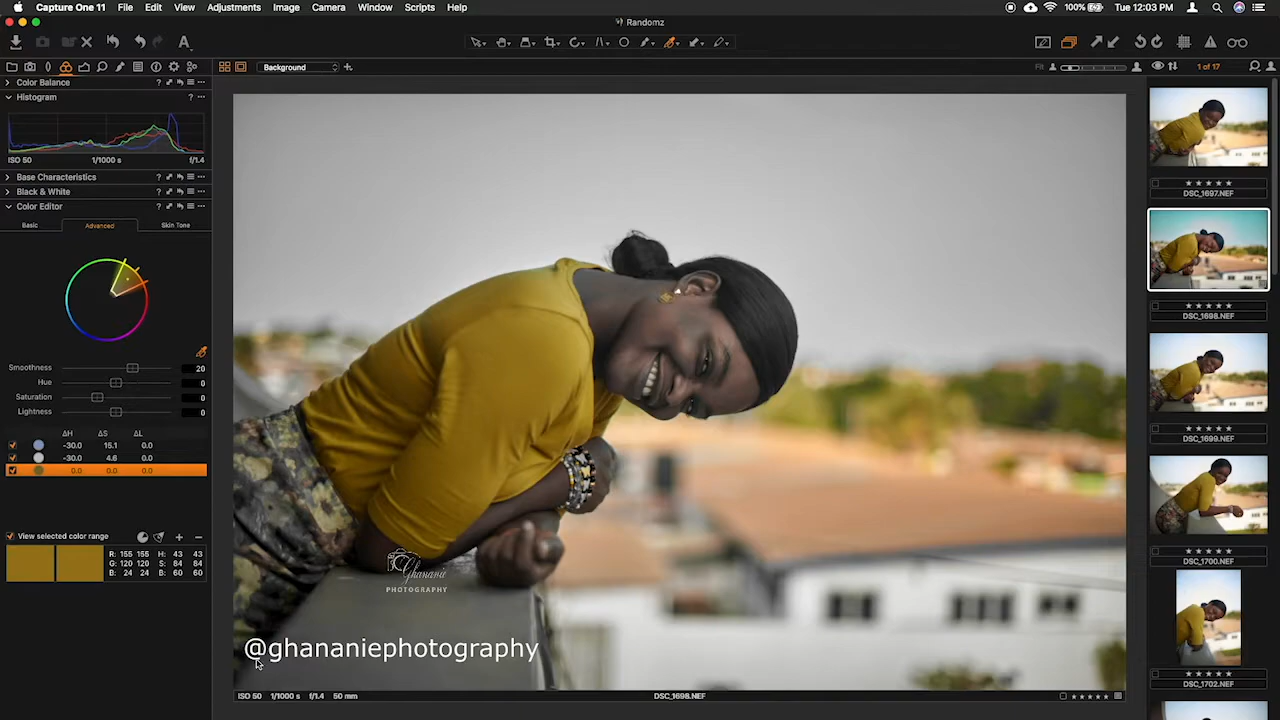 Capture One 11 File Edit View Adjustments Image Camera Window Scripts Help 100% Tue 12:03 PM
Randomz
Background Fit 1 of 17
Color Balance ?
Histogram ?
ISO 50 1/1000 s f/1.4
Base Characteristics ?
Black & White ?
Color Editor ?
Basic Advanced Skin Tone
Smoothness 20
Hue 0
Saturation 0
Lightness 0
ΔH ΔS ΔL
-30.0 15.1 0.0
-30.0 4.6 0.0
0.0 0.0 0.0
View selected color range
R: 155 155 H: 43 43
G: 120 120 S: 84 84
B: 24 24 B: 60 60
Ghananie
PHOTOGRAPHY
@ghananiephotography
ISO 50 1/1000 s f/1.4 50 mm DSC_1698.NEF
DSC_1697.NEF
DSC_1698.NEF
DSC_1699.NEF
DSC_1700.NEF
DSC_1702.NEF